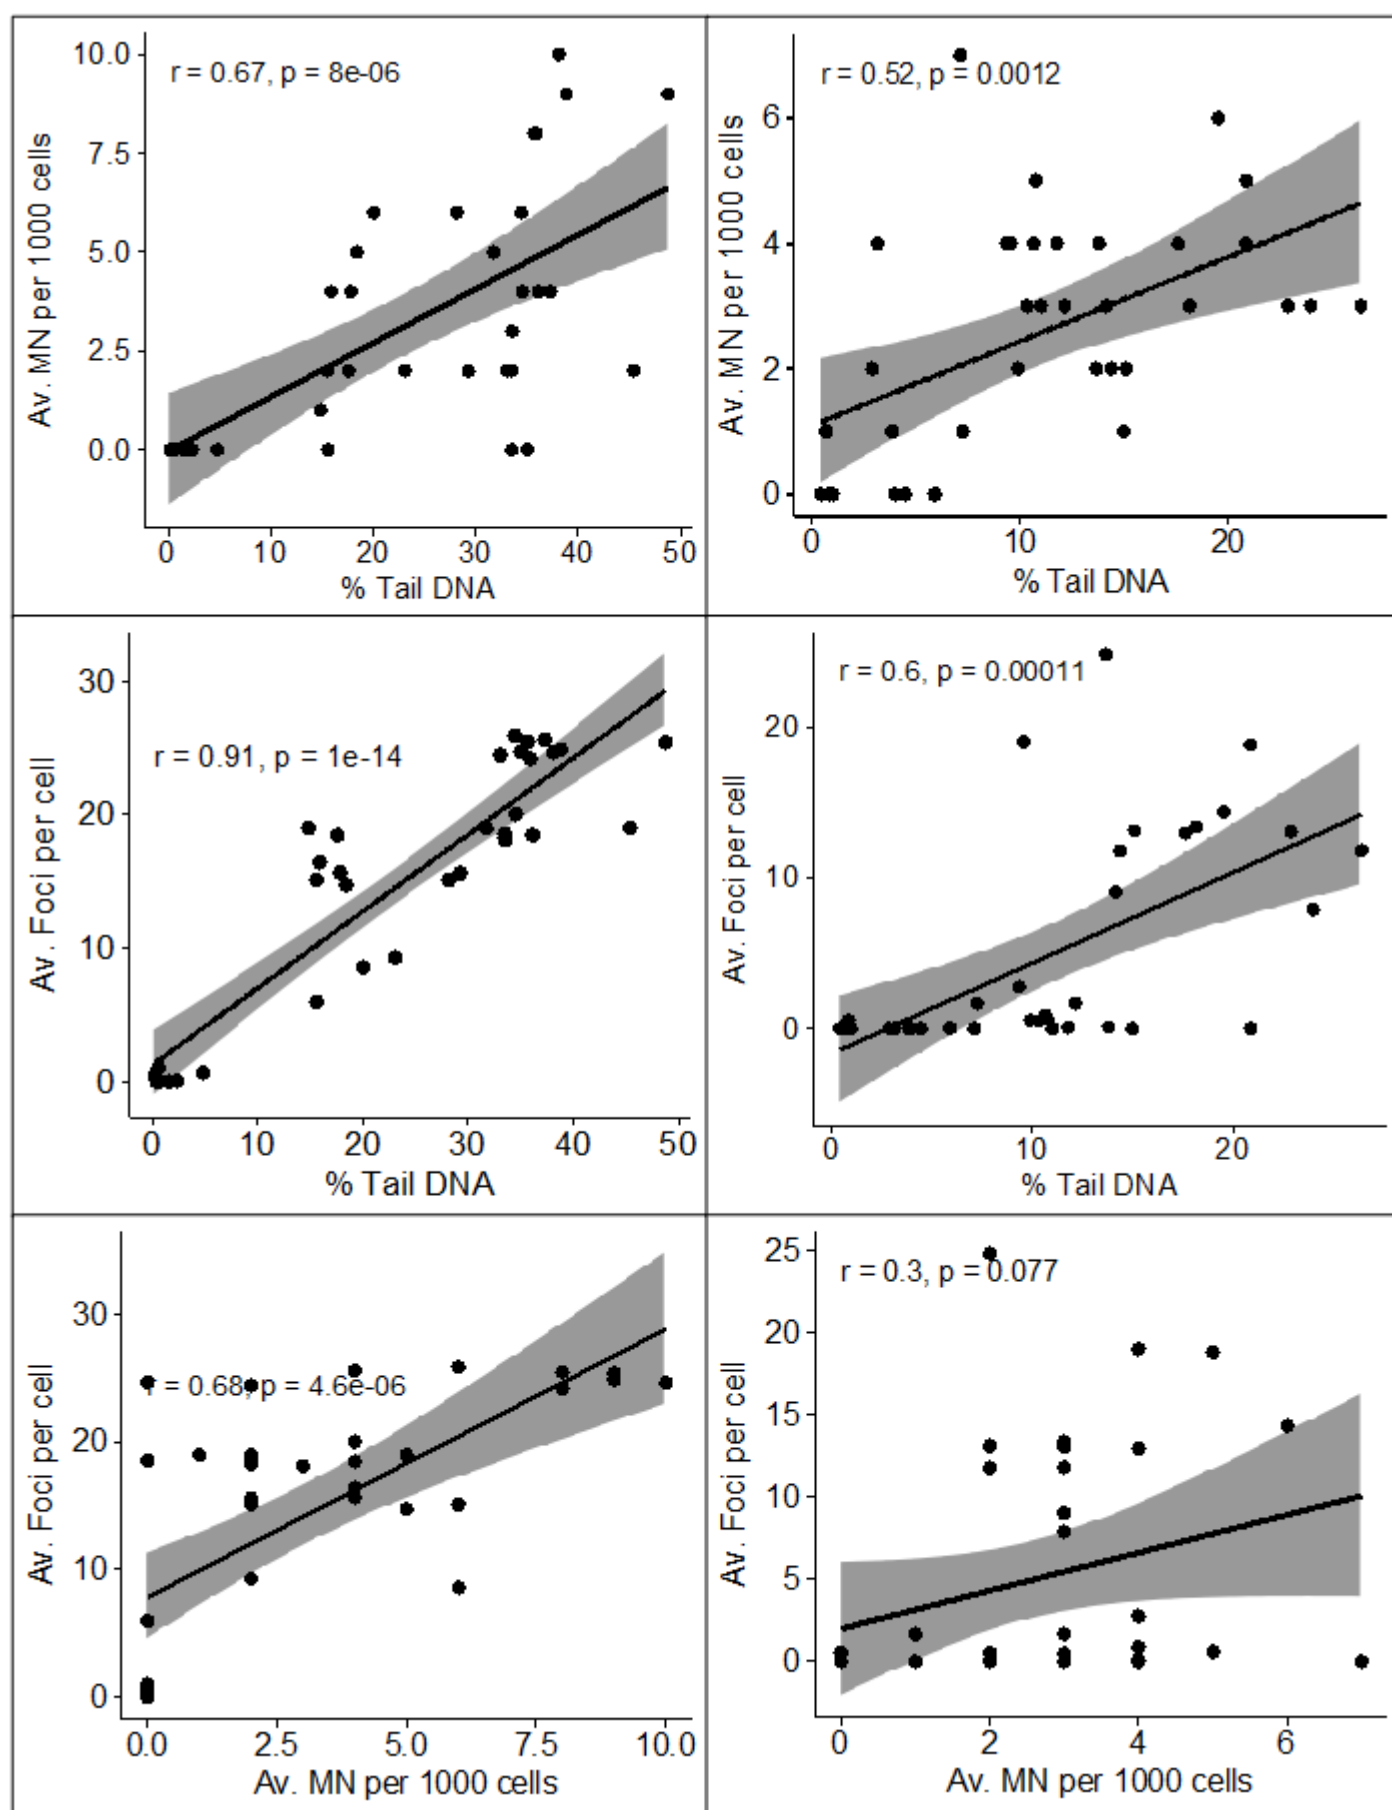 r = 0.67, p = 8e-06
Av. MN per 1000 cells
10.0
7.5
5.0
2.5
0.0
0 10 20 30 40 50
% Tail DNA
r = 0.52, p = 0.0012
Av. MN per 1000 cells
6
4
2
0
0 10 20
% Tail DNA
r = 0.91, p = 1e-14
Av. Foci per cell
30
20
10
0
0 10 20 30 40 50
% Tail DNA
r = 0.6, p = 0.00011
Av. Foci per cell
20
10
0
0 10 20
% Tail DNA
r = 0.68, p = 4.6e-06
Av. Foci per cell
30
20
10
0
0.0 2.5 5.0 7.5 10.0
Av. MN per 1000 cells
r = 0.3, p = 0.077
Av. Foci per cell
25
20
15
10
5
0
0 2 4 6
Av. MN per 1000 cells